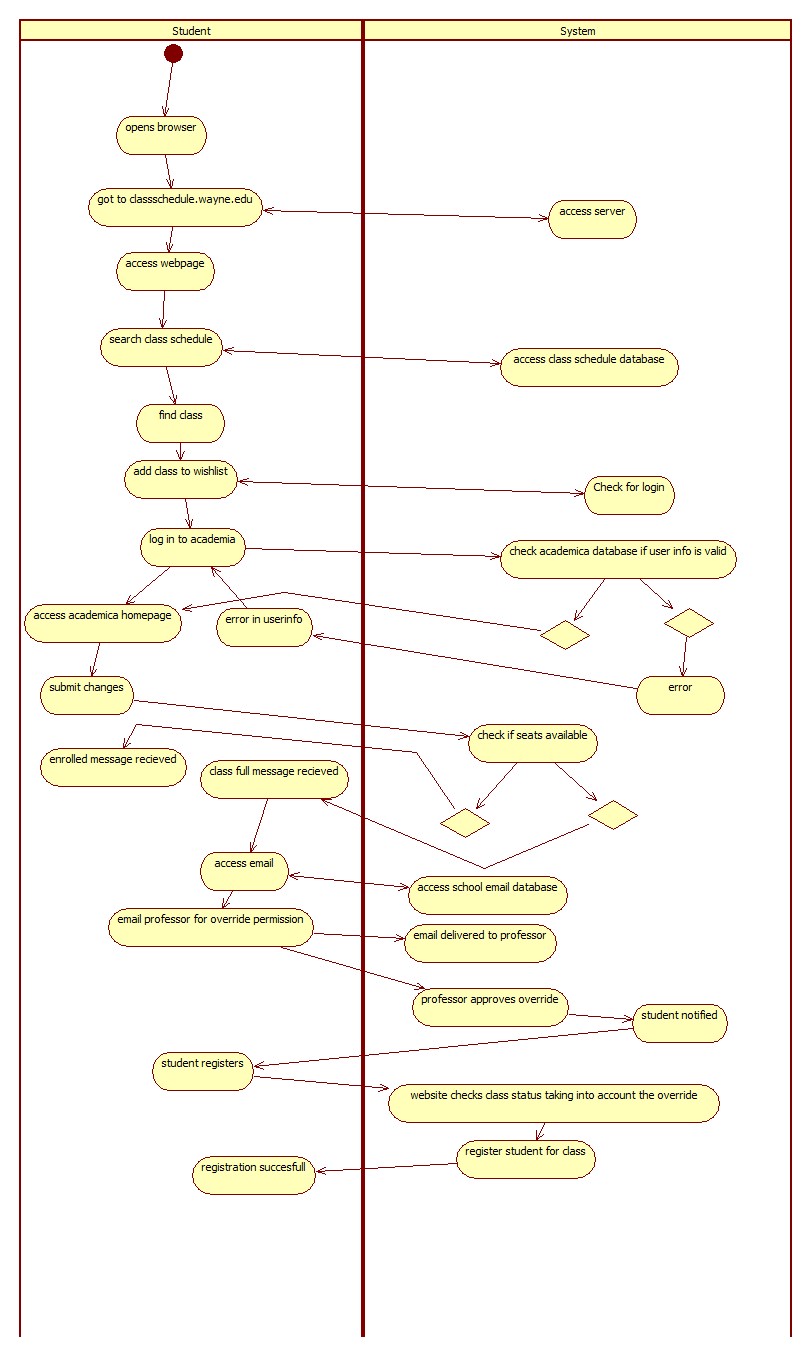 Student
System
opens browser
got to classschedule.wayne.edu
access server
access webpage
search class schedule
access class schedule database
find class
add class to wishlist
Check for login
log in to academia
check academica database if user info is valid
access academica homepage
error in userinfo
submit changes
error
check if seats available
enrolled message recieved
class full message recieved
access email
access school email database
email professor for override permission
email delivered to professor
professor approves override
student notified
student registers
website checks class status taking into account the override
register student for class
registration succesfull